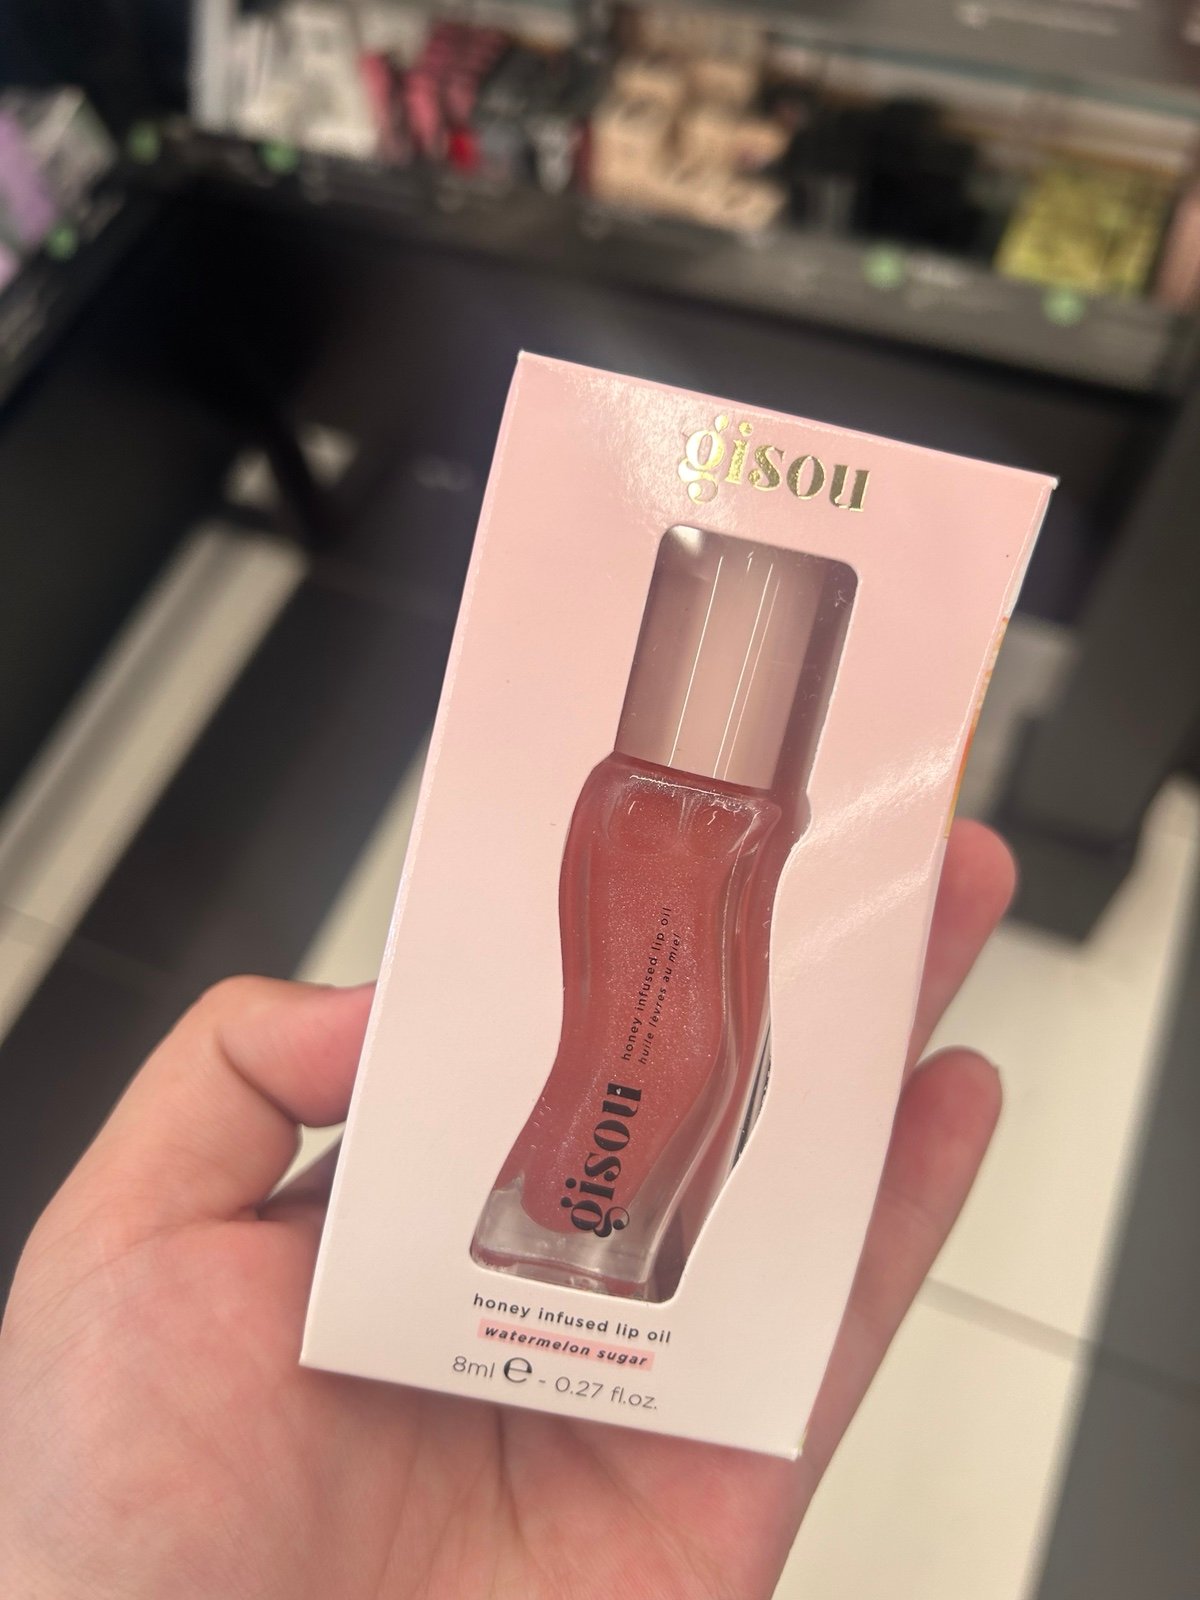 gisou
honey infused lip oil
huile lèvres au miel
gisou
honey infused lip oil
watermelon sugar
8ml ℮ - 0.27 fl.oz.